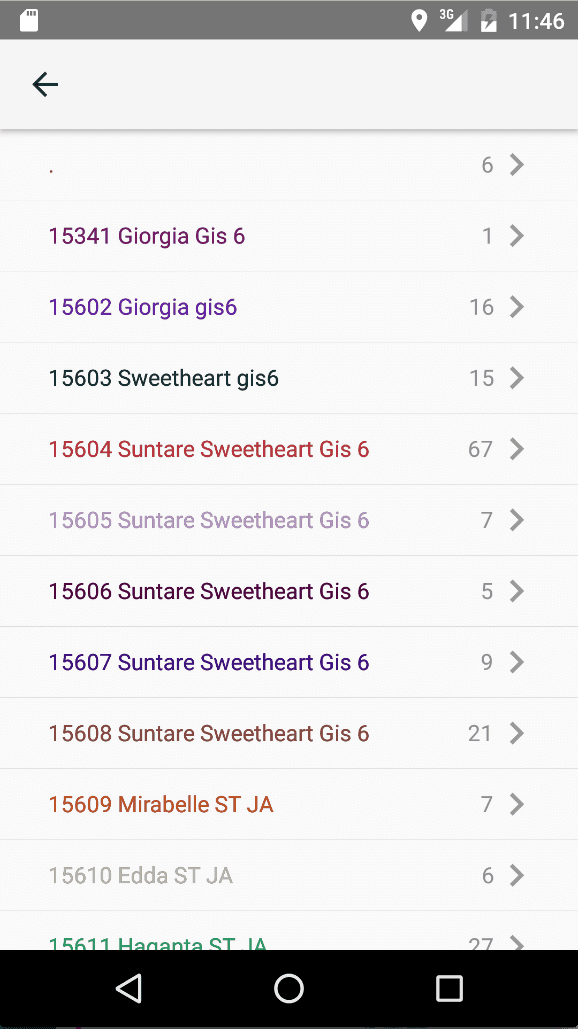 3G 11:46
. 6
15341 Giorgia Gis 6 1
15602 Giorgia gis6 16
15603 Sweetheart gis6 15
15604 Suntare Sweetheart Gis 6 67
15605 Suntare Sweetheart Gis 6 7
15606 Suntare Sweetheart Gis 6 5
15607 Suntare Sweetheart Gis 6 9
15608 Suntare Sweetheart Gis 6 21
15609 Mirabelle ST JA 7
15610 Edda ST JA 6
15611 Haganta ST JA 27